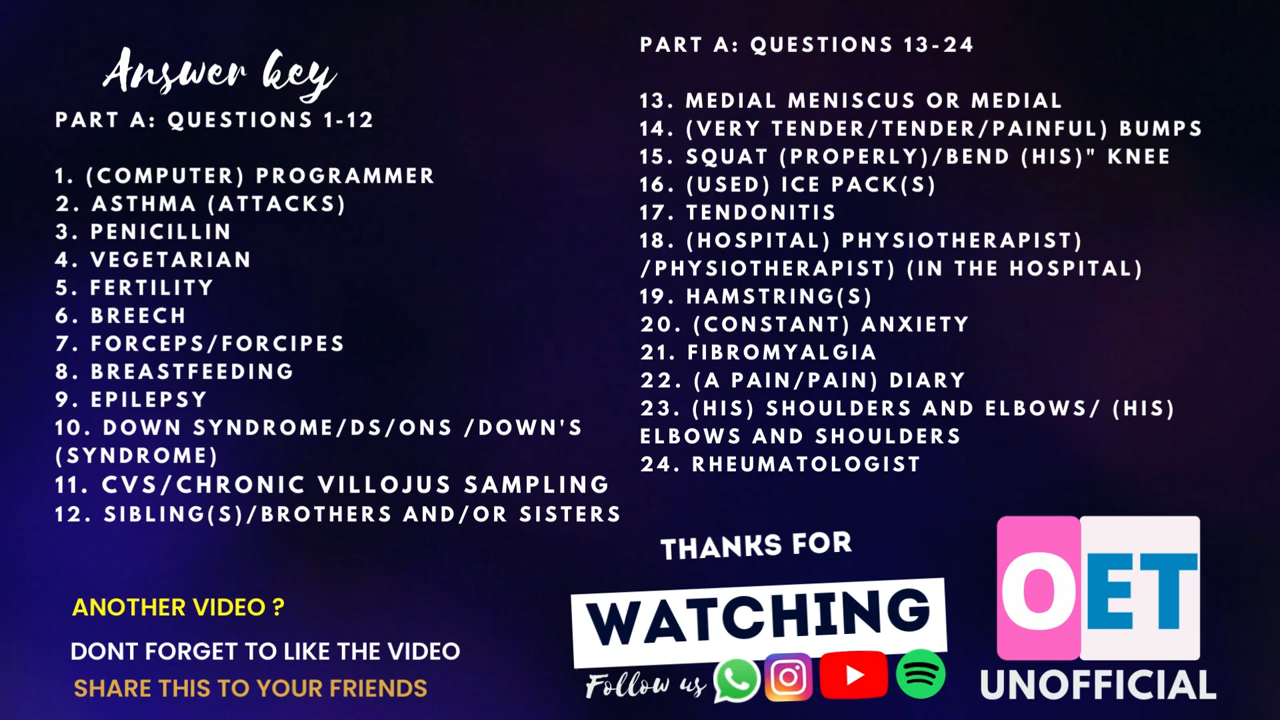 Answer key
PART A: QUESTIONS 1-12
1. (COMPUTER) PROGRAMMER
2. ASTHMA (ATTACKS)
3. PENICILLIN
4. VEGETARIAN
5. FERTILITY
6. BREECH
7. FORCEPS/FORCIPES
8. BREASTFEEDING
9. EPILEPSY
10. DOWN SYNDROME/DS/ONS /DOWN'S
(SYNDROME)
11. CVS/CHRONIC VILLOJUS SAMPLING
12. SIBLING(S)/BROTHERS AND/OR SISTERS
PART A: QUESTIONS 13-24
13. MEDIAL MENISCUS OR MEDIAL
14. (VERY TENDER/TENDER/PAINFUL) BUMPS
15. SQUAT (PROPERLY)/BEND (HIS)" KNEE
16. (USED) ICE PACK(S)
17. TENDONITIS
18. (HOSPITAL) PHYSIOTHERAPIST)
/PHYSIOTHERAPIST) (IN THE HOSPITAL)
19. HAMSTRING(S)
20. (CONSTANT) ANXIETY
21. FIBROMYALGIA
22. (A PAIN/PAIN) DIARY
23. (HIS) SHOULDERS AND ELBOWS/ (HIS)
ELBOWS AND SHOULDERS
24. RHEUMATOLOGIST
ANOTHER VIDEO ?
DONT FORGET TO LIKE THE VIDEO
SHARE THIS TO YOUR FRIENDS
THANKS FOR
WATCHING
Follow us
OET
UNOFFICIAL